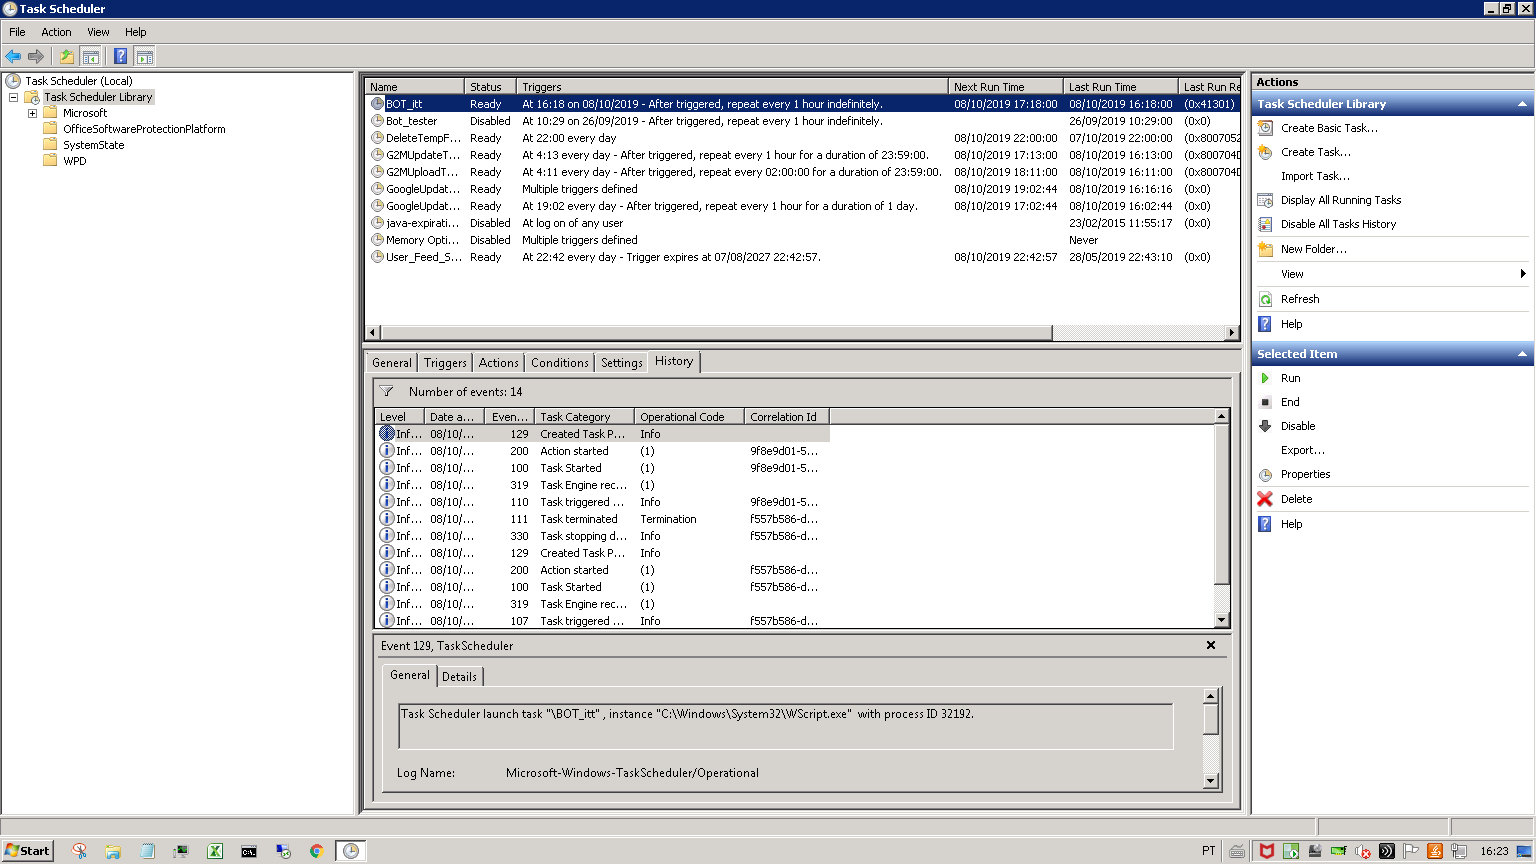 Task Scheduler
File Action View Help
Task Scheduler (Local)
Task Scheduler Library
Microsoft
OfficeSoftwareProtectionPlatform
SystemState
WPD
Name Status Triggers Next Run Time Last Run Time Last Run Re
BOT_itt Ready At 16:18 on 08/10/2019 - After triggered, repeat every 1 hour indefinitely. 08/10/2019 17:18:00 08/10/2019 16:18:00 (0x41301)
Bot_tester Disabled At 10:29 on 26/09/2019 - After triggered, repeat every 1 hour indefinitely. 26/09/2019 10:29:00 (0x0)
DeleteTempF... Ready At 22:00 every day 08/10/2019 22:00:00 07/10/2019 22:00:00 (0x8007052
G2MUpdateT... Ready At 4:13 every day - After triggered, repeat every 1 hour for a duration of 23:59:00. 08/10/2019 17:13:00 08/10/2019 16:13:00 (0x800704D
G2MUploadT... Ready At 4:11 every day - After triggered, repeat every 02:00:00 for a duration of 23:59:00. 08/10/2019 18:11:00 08/10/2019 16:11:00 (0x800704D
GoogleUpdat... Ready Multiple triggers defined 08/10/2019 19:02:44 08/10/2019 16:16:16 (0x0)
GoogleUpdat... Ready At 19:02 every day - After triggered, repeat every 1 hour for a duration of 1 day. 08/10/2019 17:02:44 08/10/2019 16:02:44 (0x0)
java-expirati... Disabled At log on of any user 23/02/2015 11:55:17 (0x0)
Memory Opti... Disabled Multiple triggers defined Never
User_Feed_S... Ready At 22:42 every day - Trigger expires at 07/08/2027 22:42:57. 08/10/2019 22:42:57 28/05/2019 22:43:10 (0x0)
General Triggers Actions Conditions Settings History
Number of events: 14
Level Date a... Even... Task Category Operational Code Correlation Id
Inf... 08/10/... 129 Created Task P... Info
Inf... 08/10/... 200 Action started (1) 9f8e9d01-5...
Inf... 08/10/... 100 Task Started (1) 9f8e9d01-5...
Inf... 08/10/... 319 Task Engine rec... (1)
Inf... 08/10/... 110 Task triggered ... Info 9f8e9d01-5...
Inf... 08/10/... 111 Task terminated Termination f557b586-d...
Inf... 08/10/... 330 Task stopping d... Info f557b586-d...
Inf... 08/10/... 129 Created Task P... Info
Inf... 08/10/... 200 Action started (1) f557b586-d...
Inf... 08/10/... 100 Task Started (1) f557b586-d...
Inf... 08/10/... 319 Task Engine rec... (1)
Inf... 08/10/... 107 Task triggered ... Info f557b586-d...
Event 129, TaskScheduler
General Details
Task Scheduler launch task "\BOT_itt" , instance "C:\Windows\System32\WScript.exe" with process ID 32192.
Log Name: Microsoft-Windows-TaskScheduler/Operational
Actions
Task Scheduler Library
Create Basic Task...
Create Task...
Import Task...
Display All Running Tasks
Disable All Tasks History
New Folder...
View
Refresh
Help
Selected Item
Run
End
Disable
Export...
Properties
Delete
Help
Start
PT
16:23